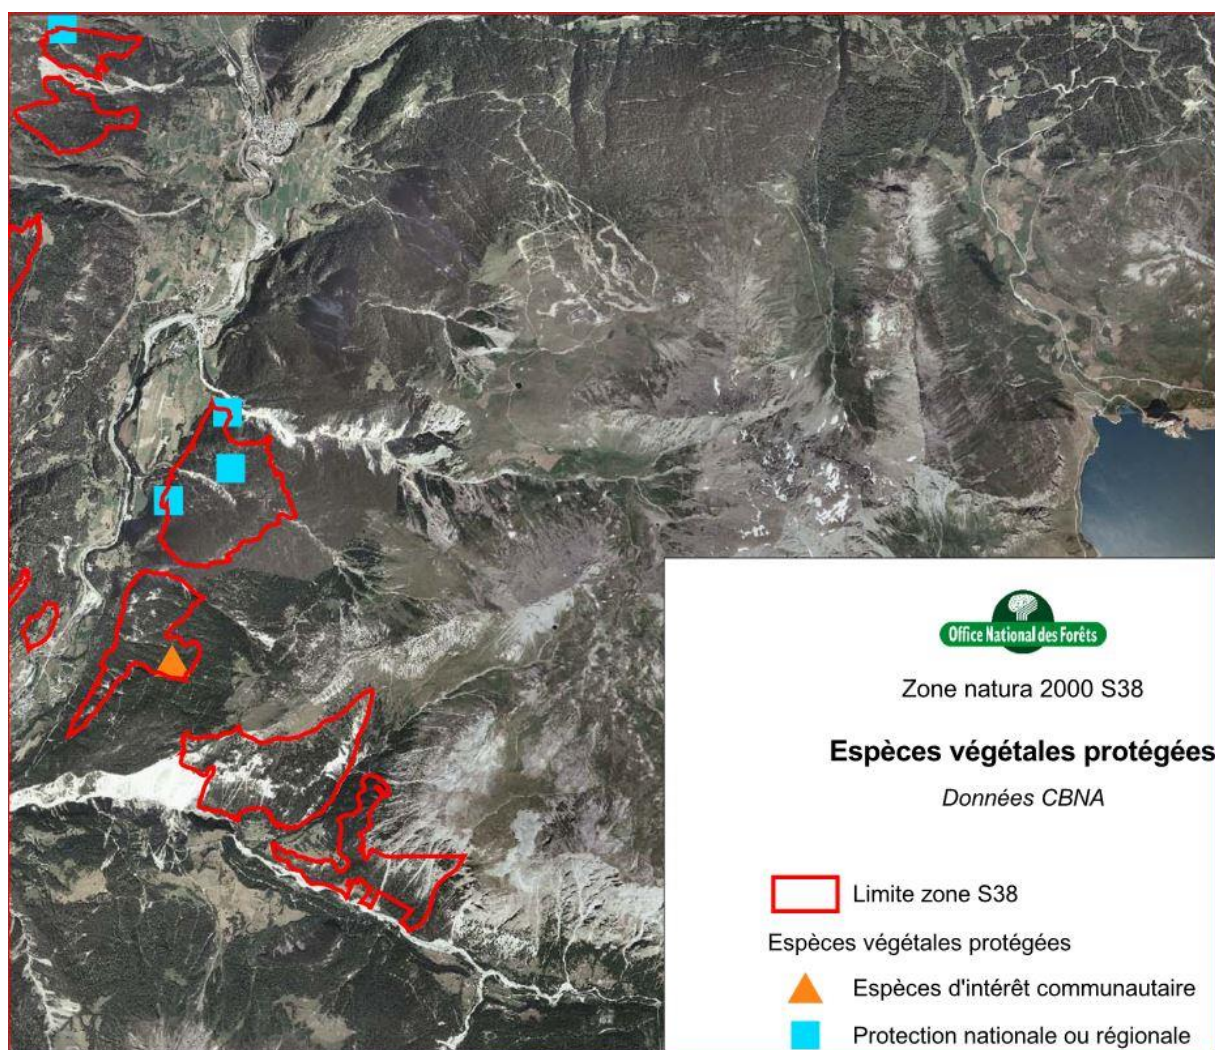 Office National des Forêts
Zone natura 2000 S38
Espèces végétales protégées
Données CBNA
Limite zone S38
Espèces végétales protégées
Espèces d'intérêt communautaire
Protection nationale ou régionale